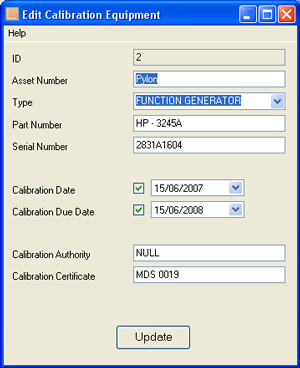 Edit Calibration Equipment
Help
ID 2
Asset Number Pylon
Type FUNCTION GENERATOR
Part Number HP - 3245A
Serial Number 2831A1604
Calibration Date 15/06/2007
Calibration Due Date 15/06/2008
Calibration Authority NULL
Calibration Certificate MDS 0019
Update